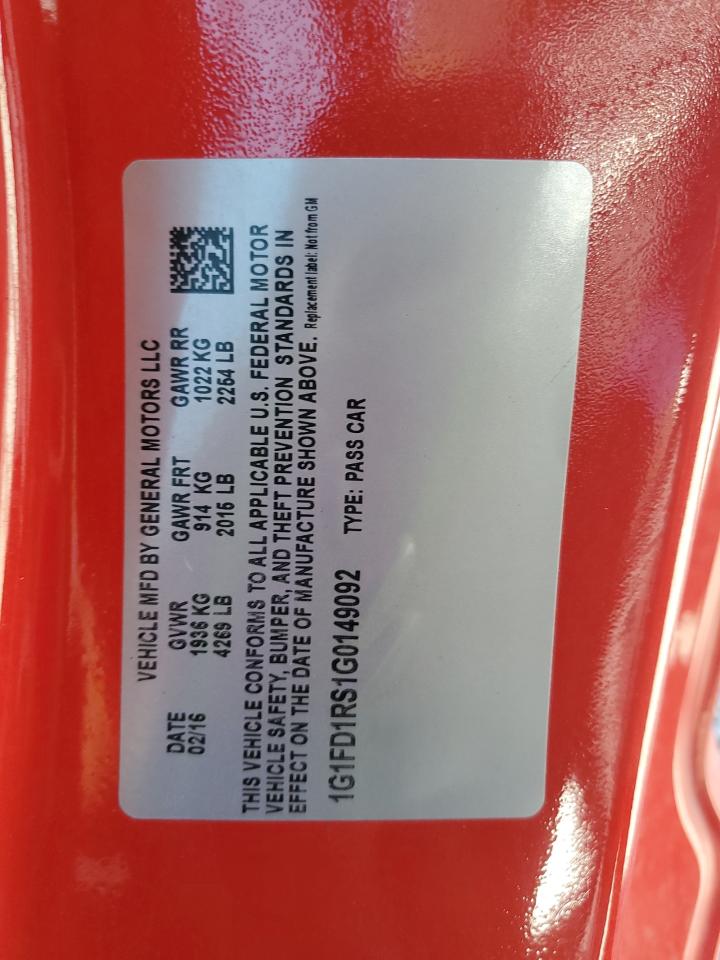 VEHICLE MFD BY GENERAL MOTORS LLC
DATE GVWR GAWR FRT GAWR RR
02/16 1936 KG 914 KG 1022 KG
4269 LB 2015 LB 2254 LB
THIS VEHICLE CONFORMS TO ALL APPLICABLE U.S. FEDERAL MOTOR
VEHICLE SAFETY, BUMPER, AND THEFT PREVENTION STANDARDS IN
EFFECT ON THE DATE OF MANUFACTURE SHOWN ABOVE. Replacement label: Not from GM
1G1FD1RS1G0149092 TYPE: PASS CAR